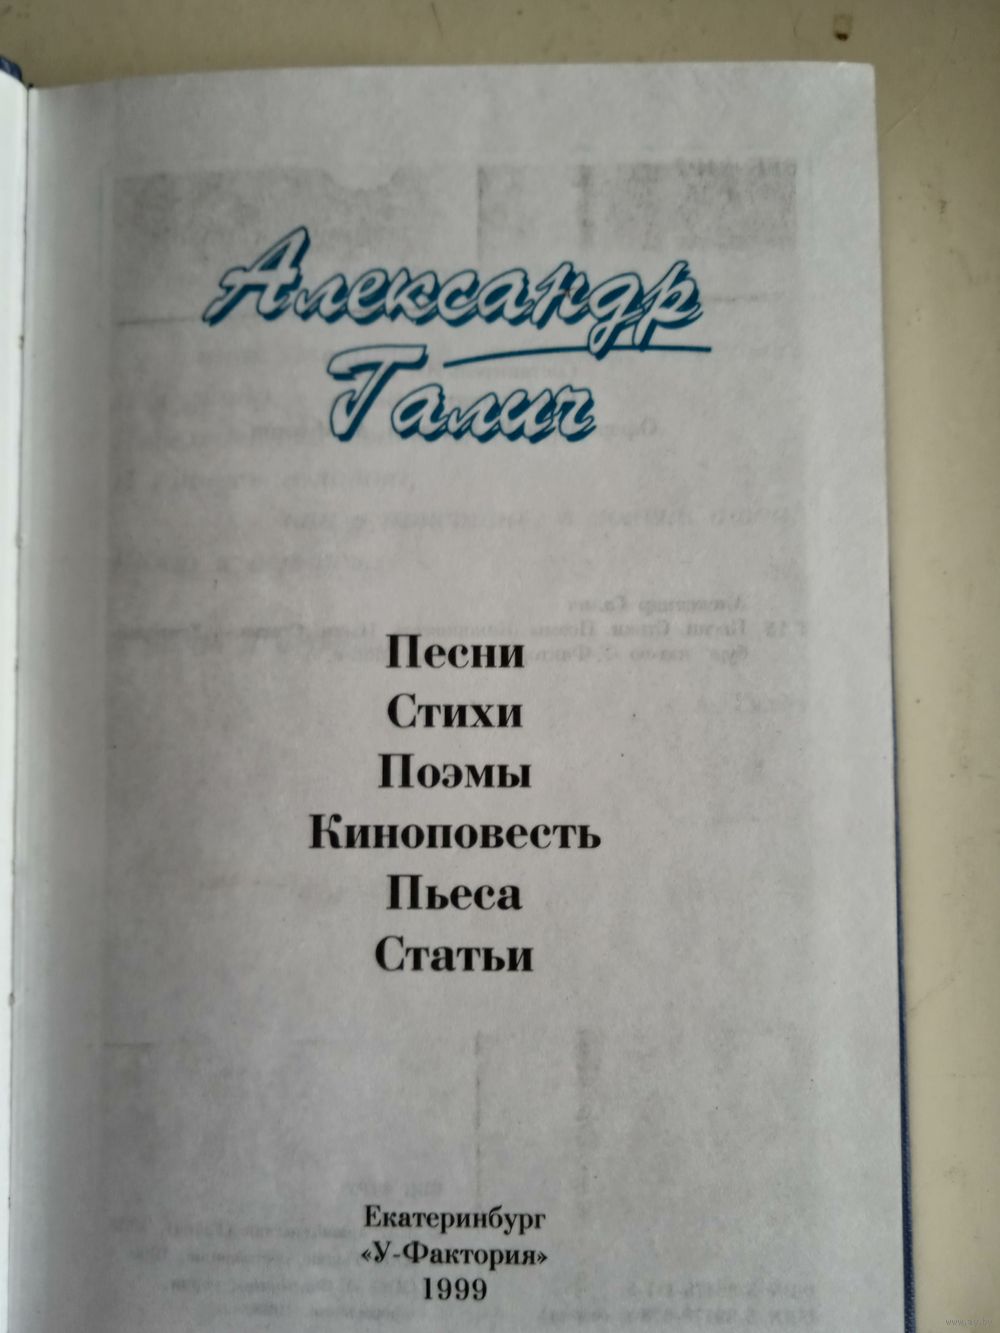 Александр
Галич
Песни
Стихи
Поэмы
Киноповесть
Пьеса
Статьи
Екатеринбург
«У-Фактория»
1999